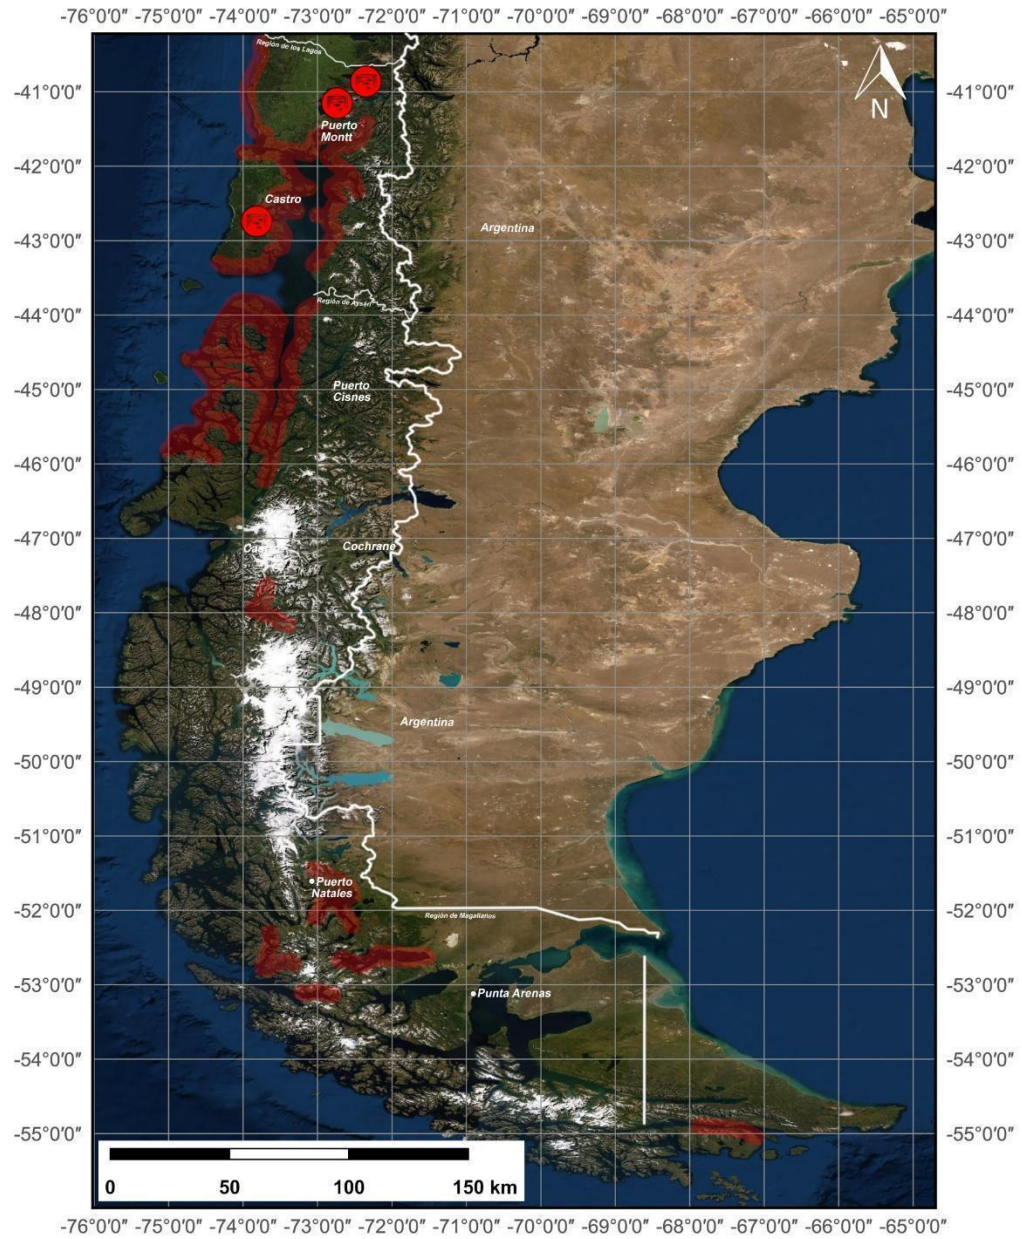 -76°0′0″ -75°0′0″ -74°0′0″ -73°0′0″ -72°0′0″ -71°0′0″ -70°0′0″ -69°0′0″ -68°0′0″ -67°0′0″ -66°0′0″ -65°0′0″
Región de los Lagos
N
-41°0′0″ -41°0′0″
Puerto
Montt
-42°0′0″ -42°0′0″
Castro
Argentina
-43°0′0″ -43°0′0″
Región de Aysén
-44°0′0″ -44°0′0″
-45°0′0″ -45°0′0″
Puerto
Cisnes
-46°0′0″ -46°0′0″
-47°0′0″ -47°0′0″
Cochrane
-48°0′0″ -48°0′0″
-49°0′0″ -49°0′0″
Argentina
-50°0′0″ -50°0′0″
-51°0′0″ -51°0′0″
Puerto
Natales
-52°0′0″ -52°0′0″
Región de Magallanes
-53°0′0″ -53°0′0″
Punta Arenas
-54°0′0″ -54°0′0″
-55°0′0″ -55°0′0″
0 50 100 150 km
-76°0′0″ -75°0′0″ -74°0′0″ -73°0′0″ -72°0′0″ -71°0′0″ -70°0′0″ -69°0′0″ -68°0′0″ -67°0′0″ -66°0′0″ -65°0′0″